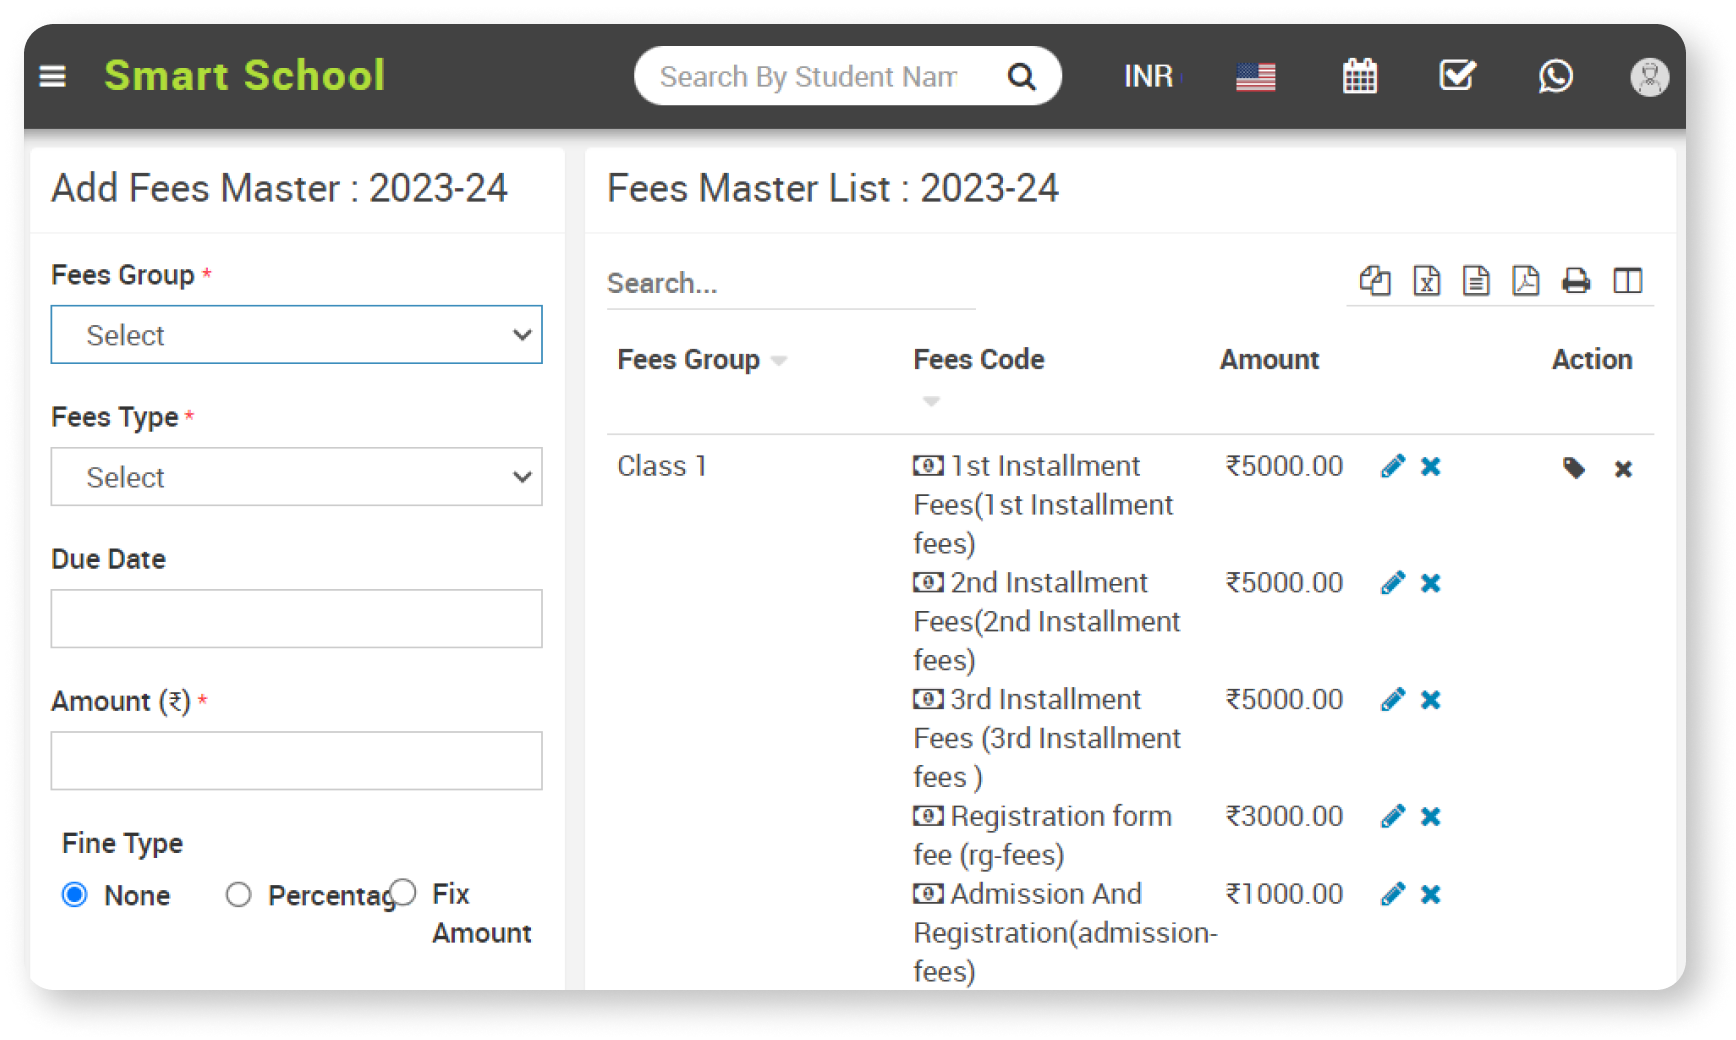 Smart School
Search By Student Nam
INR
Add Fees Master : 2023-24
Fees Group *
Select
Fees Type *
Select
Due Date
Amount (₹) *
Fine Type
None
Percentag
Fix
Amount
Fees Master List : 2023-24
Search...
Fees Group
Fees Code
Amount
Action
Class 1
1st Installment ₹5000.00
Fees(1st Installment
fees)
2nd Installment ₹5000.00
Fees(2nd Installment
fees)
3rd Installment ₹5000.00
Fees (3rd Installment
fees )
Registration form ₹3000.00
fee (rg-fees)
Admission And ₹1000.00
Registration(admission-
fees)